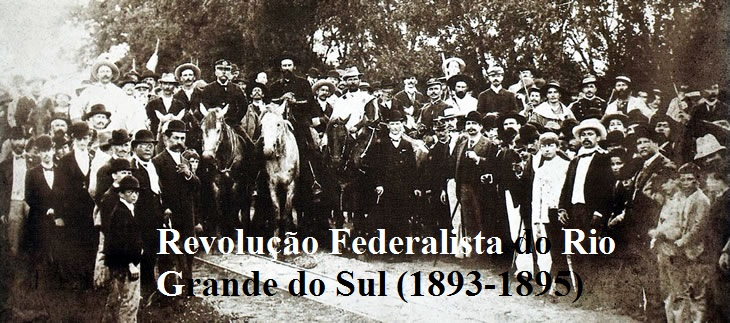 Revolução Federalista do Rio
Grande do Sul (1893-1895)